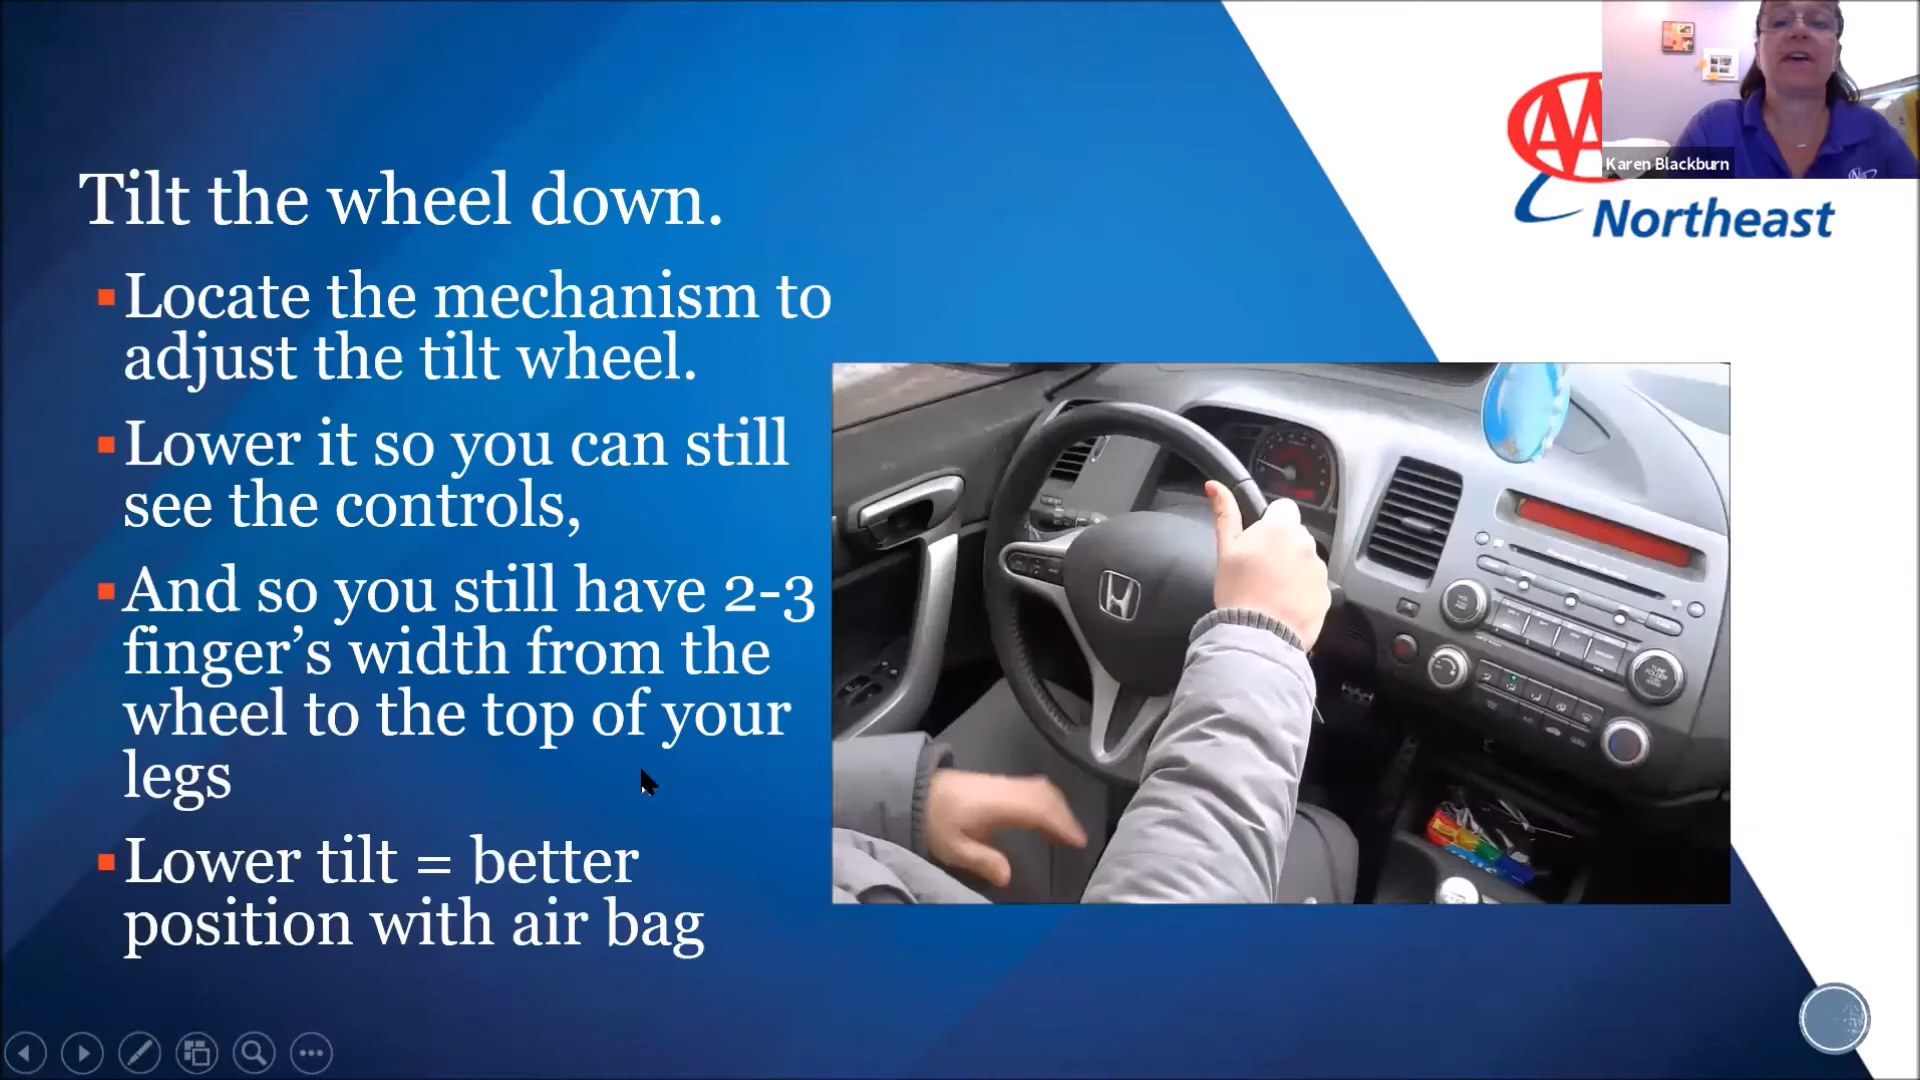 Karen Blackburn
Northeast
Tilt the wheel down.
Locate the mechanism to
adjust the tilt wheel.
Lower it so you can still
see the controls,
And so you still have 2-3
finger’s width from the
wheel to the top of your
legs
Lower tilt = better
position with air bag